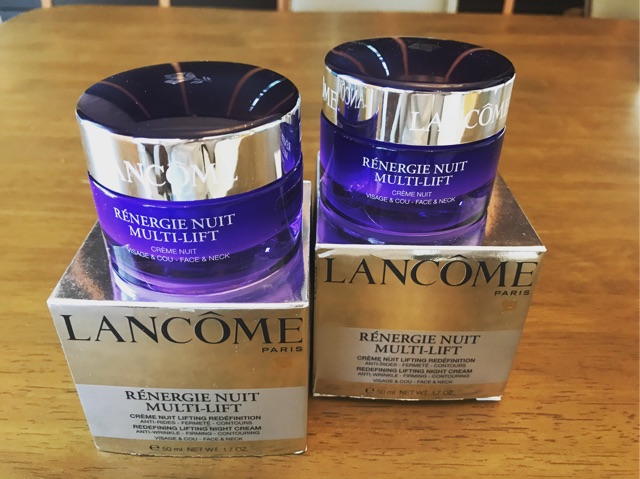 LANCÔME
RÉNERGIE NUIT
MULTI-LIFT
CRÈME NUIT
VISAGE & COU - FACE & NECK
LANCÔME
PARIS
RÉNERGIE NUIT
MULTI-LIFT
CRÈME NUIT LIFTING REDÉFINITION
ANTI-RIDES - FERMETÉ - CONTOURS
REDEFINING LIFTING NIGHT CREAM
ANTI-WRINKLE - FIRMING - CONTOURING
VISAGE & COU - FACE & NECK
e 50 ml NET WT. 1.7 OZ.
LANCÔME
RÉNERGIE NUIT
MULTI-LIFT
CRÈME NUIT
VISAGE & COU - FACE & NECK
LANCÔME
PARIS
RÉNERGIE NUIT
MULTI-LIFT
CRÈME NUIT LIFTING REDÉFINITION
ANTI-RIDES - FERMETÉ - CONTOURS
REDEFINING LIFTING NIGHT CREAM
ANTI-WRINKLE - FIRMING - CONTOURING
VISAGE & COU - FACE & NECK
e 50 ml NET WT. 1.7 OZ.